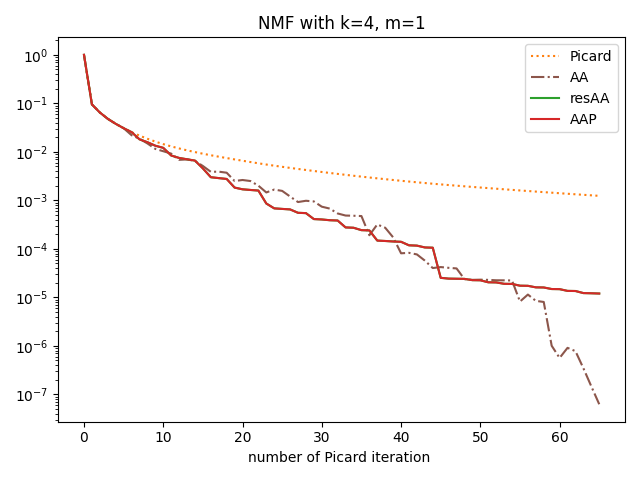 NMF with k=4, m=1
10⁰
10⁻¹
10⁻²
10⁻³
10⁻⁴
10⁻⁵
10⁻⁶
10⁻⁷
Picard
AA
resAA
AAP
0 10 20 30 40 50 60
number of Picard iteration